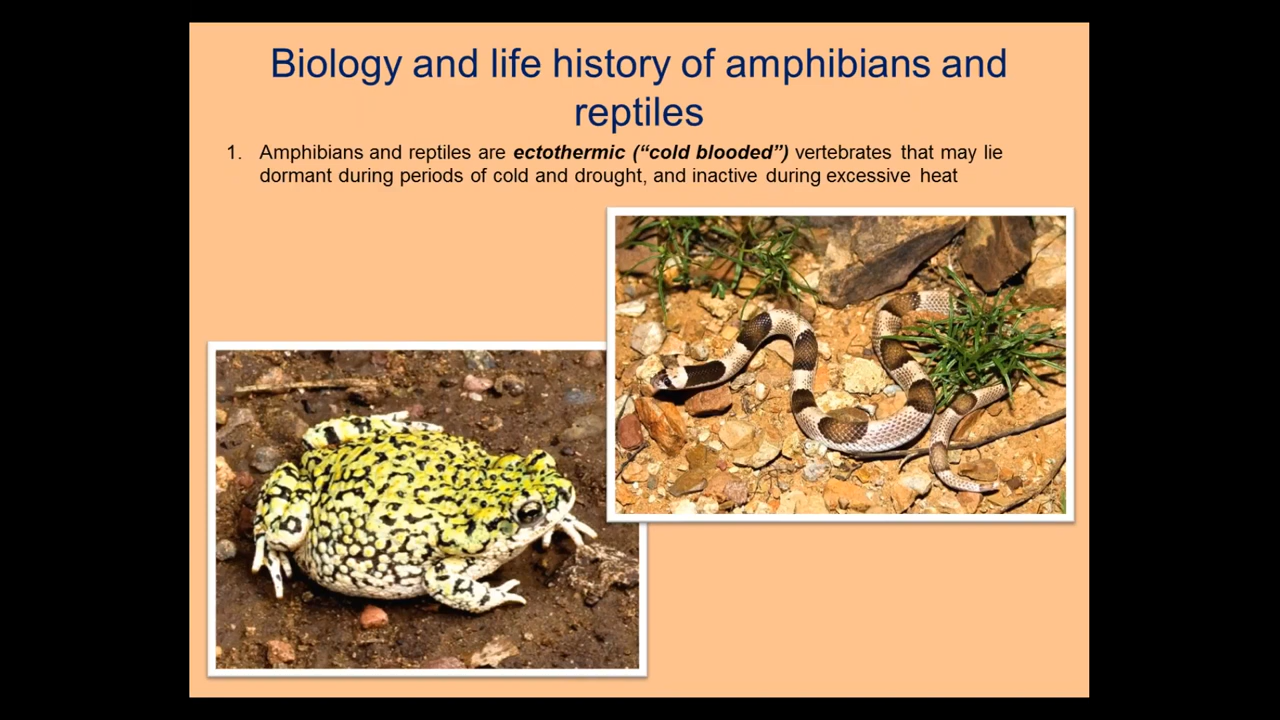 Biology and life history of amphibians and
reptiles
1. Amphibians and reptiles are ectothermic (“cold blooded”) vertebrates that may lie
dormant during periods of cold and drought, and inactive during excessive heat